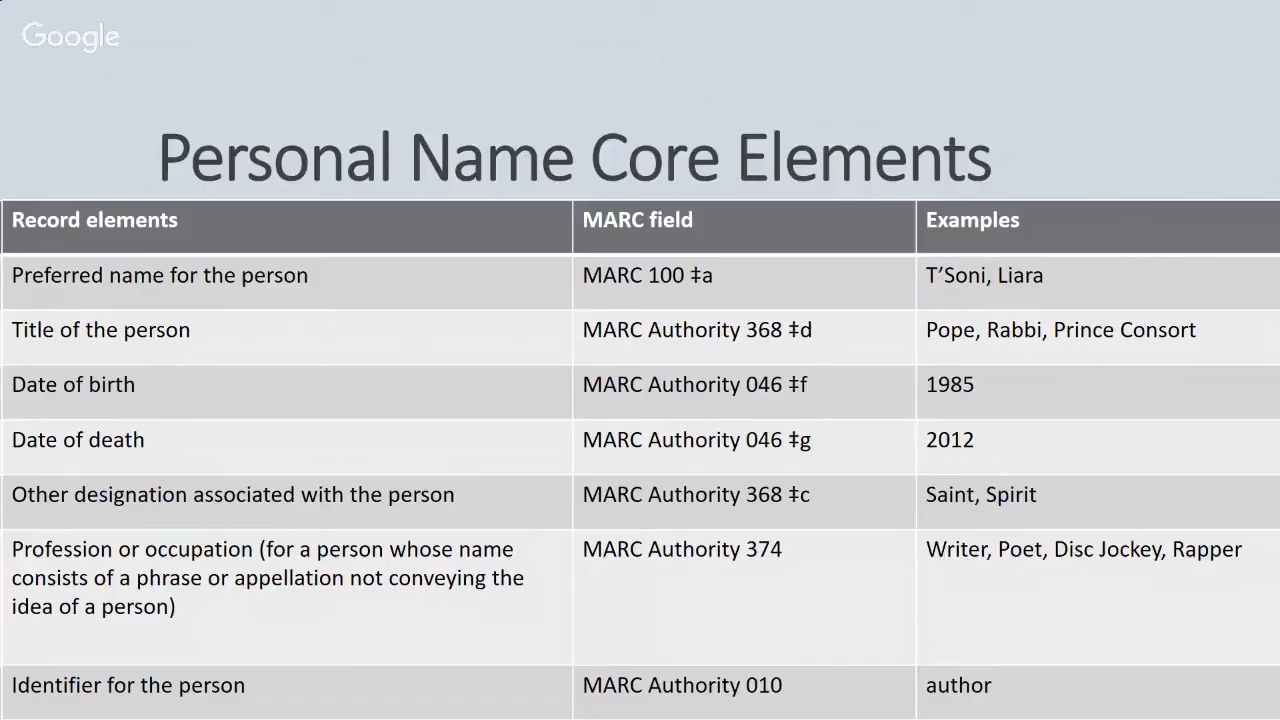 Google
Personal Name Core Elements
Record elements MARC field Examples
Preferred name for the person MARC 100 ‡a T’Soni, Liara
Title of the person MARC Authority 368 ‡d Pope, Rabbi, Prince Consort
Date of birth MARC Authority 046 ‡f 1985
Date of death MARC Authority 046 ‡g 2012
Other designation associated with the person MARC Authority 368 ‡c Saint, Spirit
Profession or occupation (for a person whose name MARC Authority 374 Writer, Poet, Disc Jockey, Rapper
consists of a phrase or appellation not conveying the
idea of a person)
Identifier for the person MARC Authority 010 author